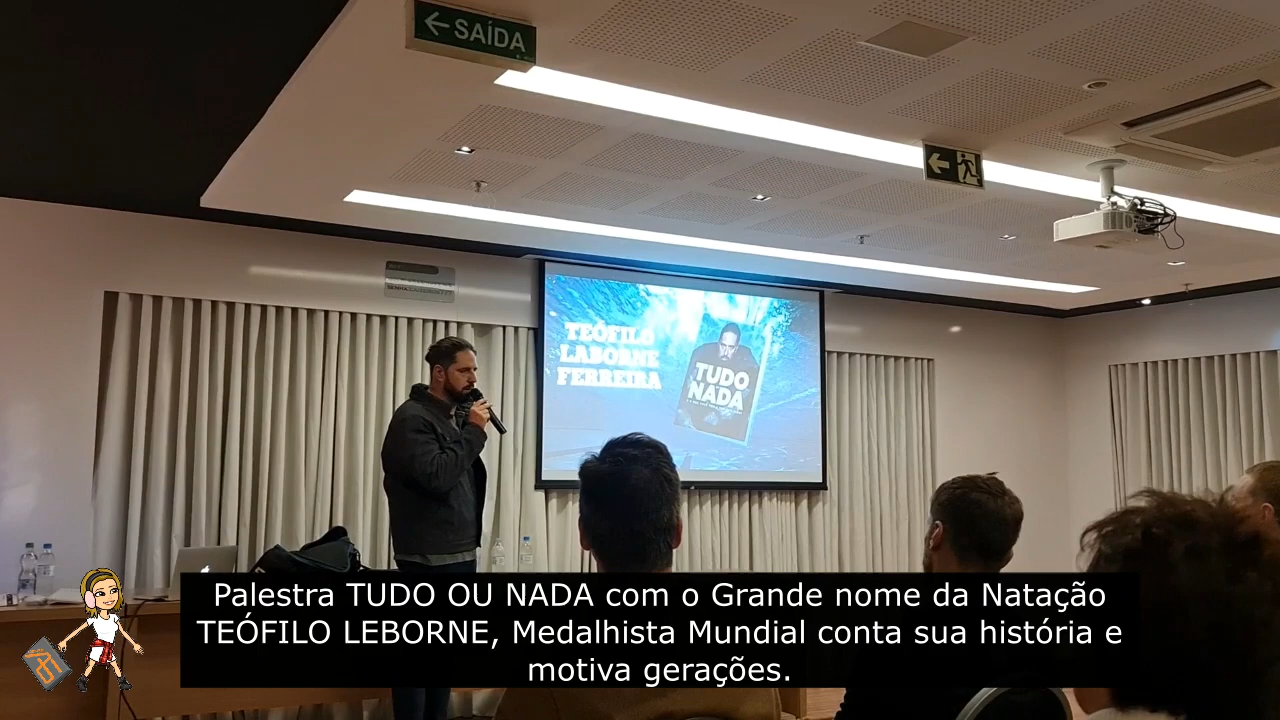 SAÍDA
TEÓFILO
LABORNE
FERREIRA
TUDO
NADA
Palestra TUDO OU NADA com o Grande nome da Natação
TEÓFILO LEBORNE, Medalhista Mundial conta sua história e
motiva gerações.